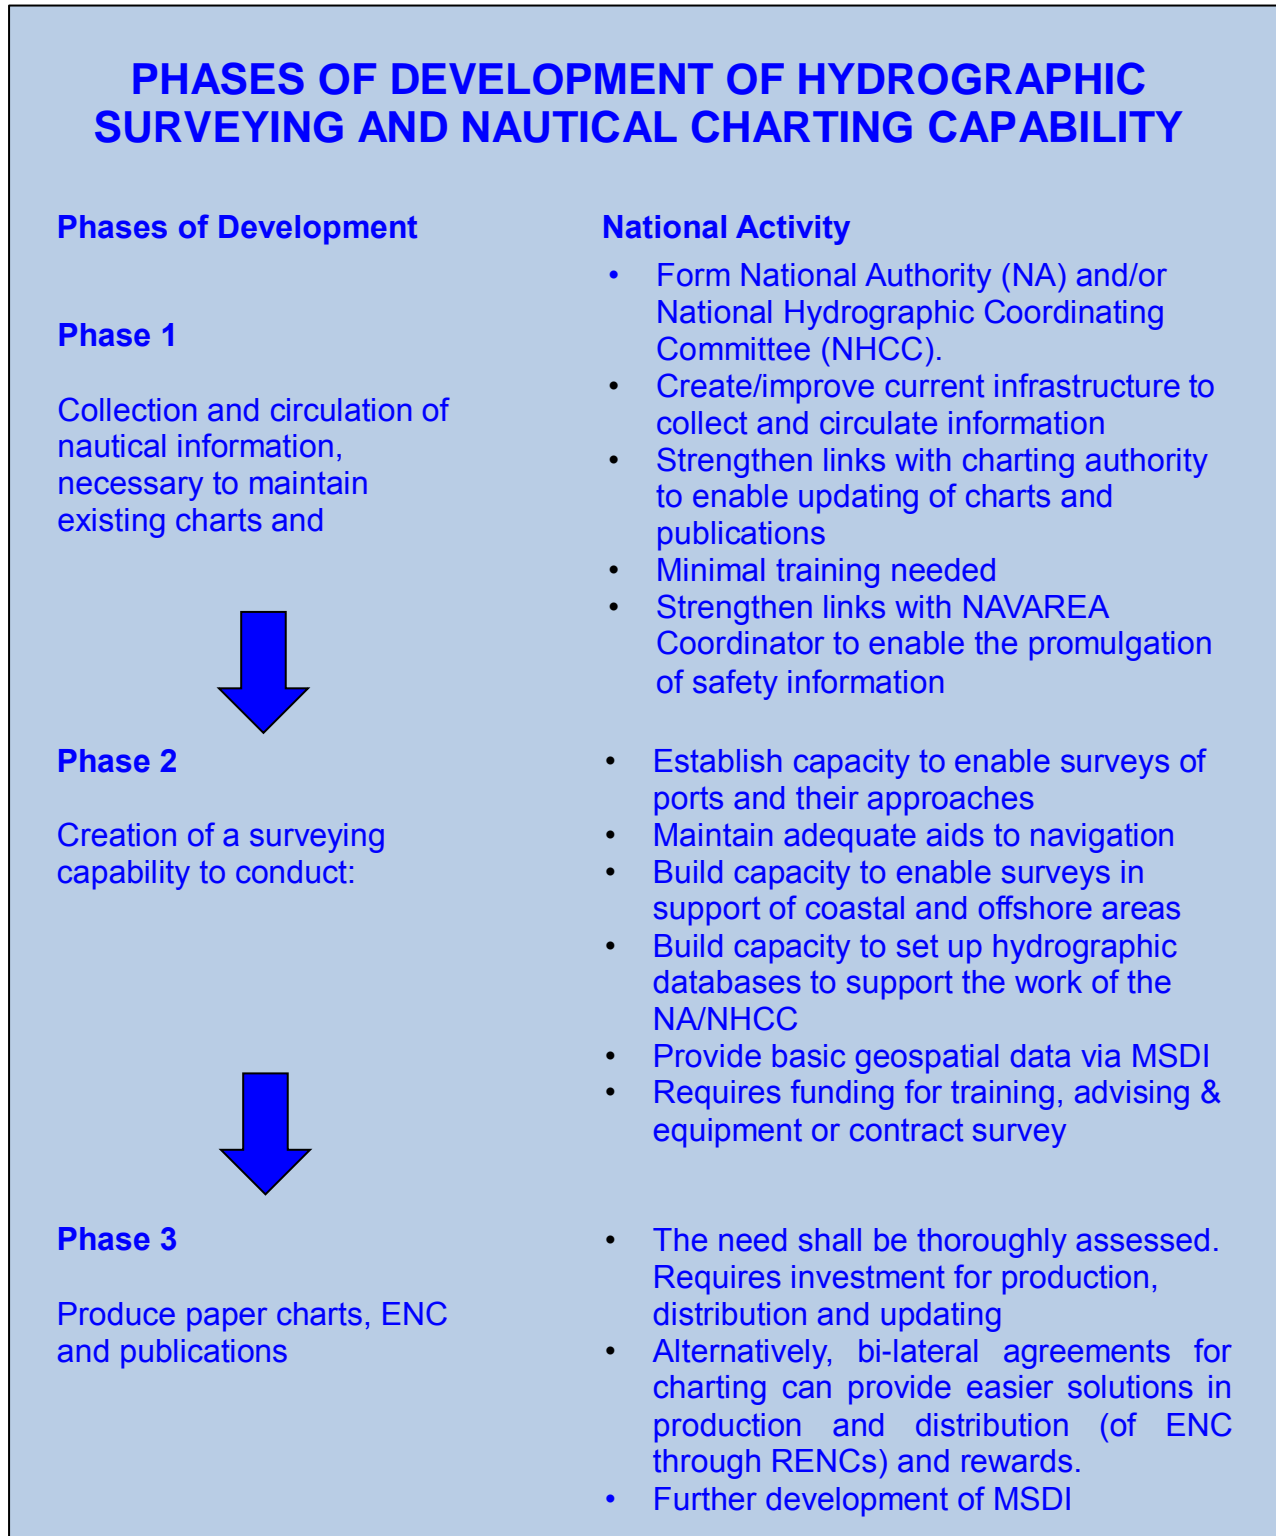 PHASES OF DEVELOPMENT OF HYDROGRAPHIC
SURVEYING AND NAUTICAL CHARTING CAPABILITY
Phases of Development
National Activity
Phase 1
Collection and circulation of
nautical information,
necessary to maintain
existing charts and
• Form National Authority (NA) and/or
National Hydrographic Coordinating
Committee (NHCC).
• Create/improve current infrastructure to
collect and circulate information
• Strengthen links with charting authority
to enable updating of charts and
publications
• Minimal training needed
• Strengthen links with NAVAREA
Coordinator to enable the promulgation
of safety information
Phase 2
Creation of a surveying
capability to conduct:
• Establish capacity to enable surveys of
ports and their approaches
• Maintain adequate aids to navigation
• Build capacity to enable surveys in
support of coastal and offshore areas
• Build capacity to set up hydrographic
databases to support the work of the
NA/NHCC
• Provide basic geospatial data via MSDI
• Requires funding for training, advising &
equipment or contract survey
Phase 3
Produce paper charts, ENC
and publications
• The need shall be thoroughly assessed.
Requires investment for production,
distribution and updating
• Alternatively, bi-lateral agreements for
charting can provide easier solutions in
production and distribution (of ENC
through RENCs) and rewards.
• Further development of MSDI